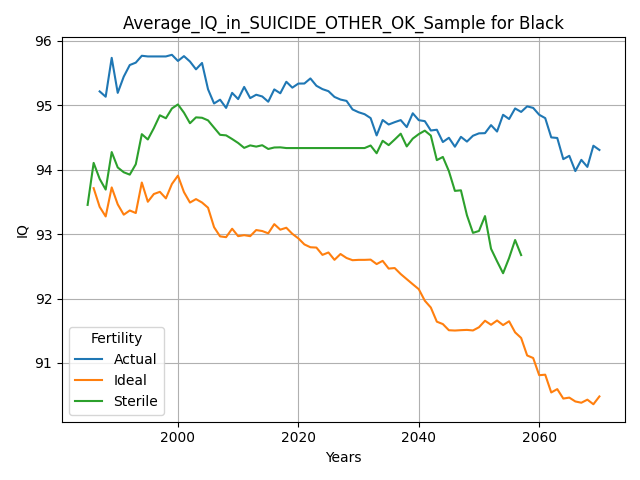 Average_IQ_in_SUICIDE_OTHER_OK_Sample for Black
96
95
94
93
92
91
IQ
2000
2020
2040
2060
Years
Fertility
Actual
Ideal
Sterile